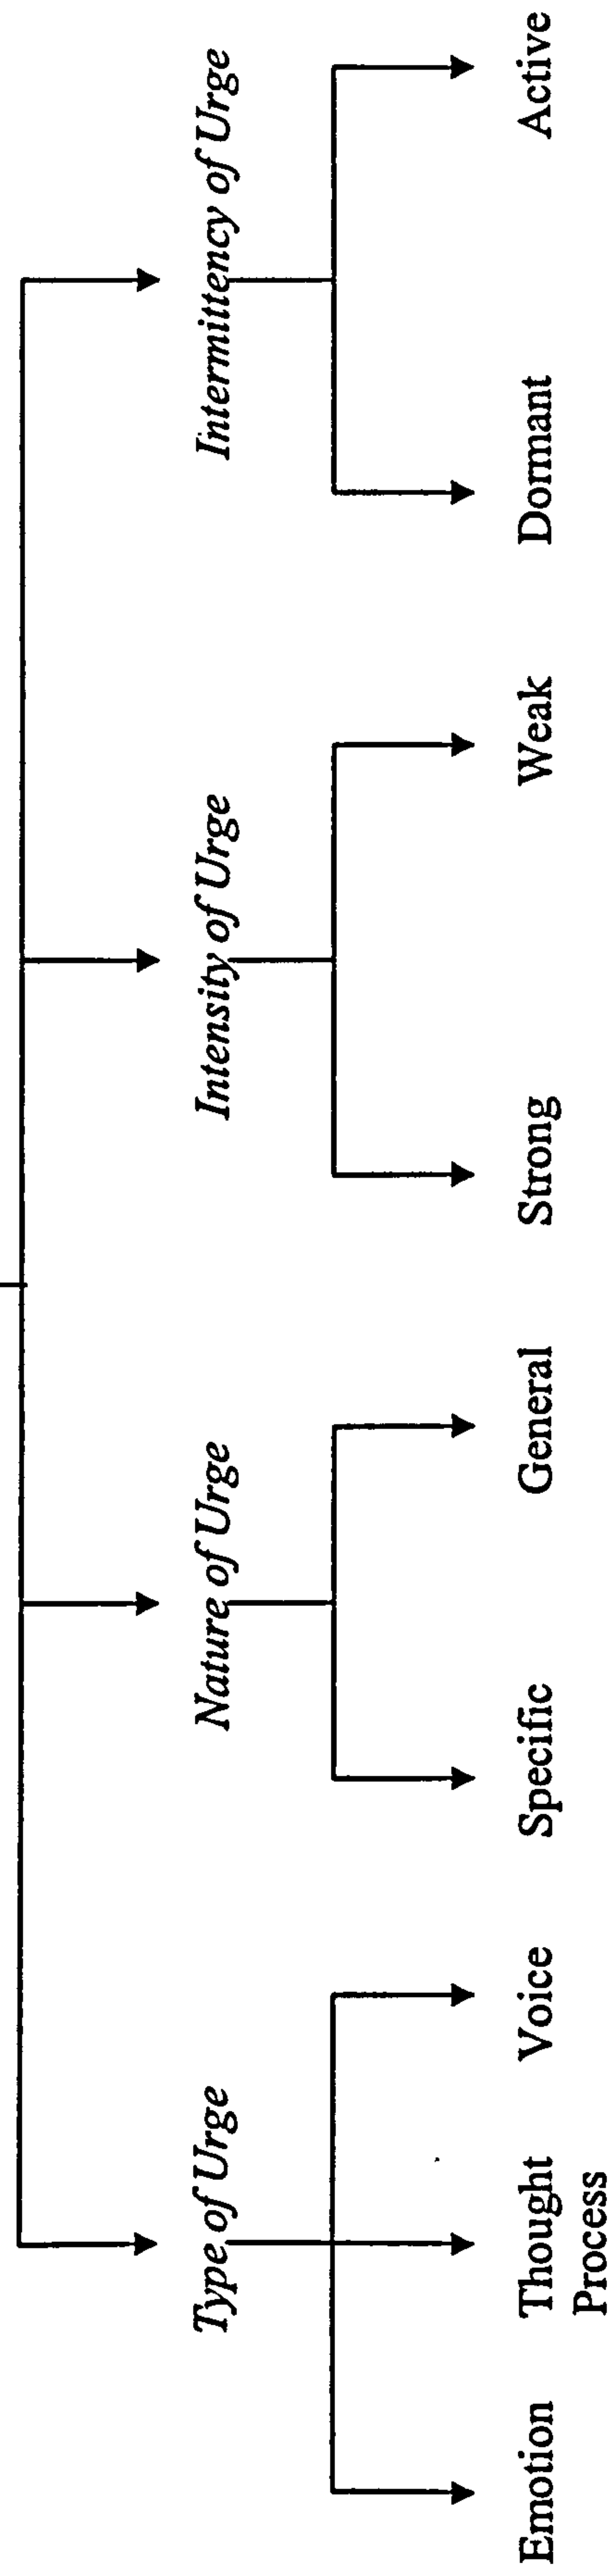 Type of Urge
Nature of Urge
Intensity of Urge
Intermittency of Urge
Emotion
Thought
Process
Voice
Specific
General
Strong
Weak
Dormant
Active